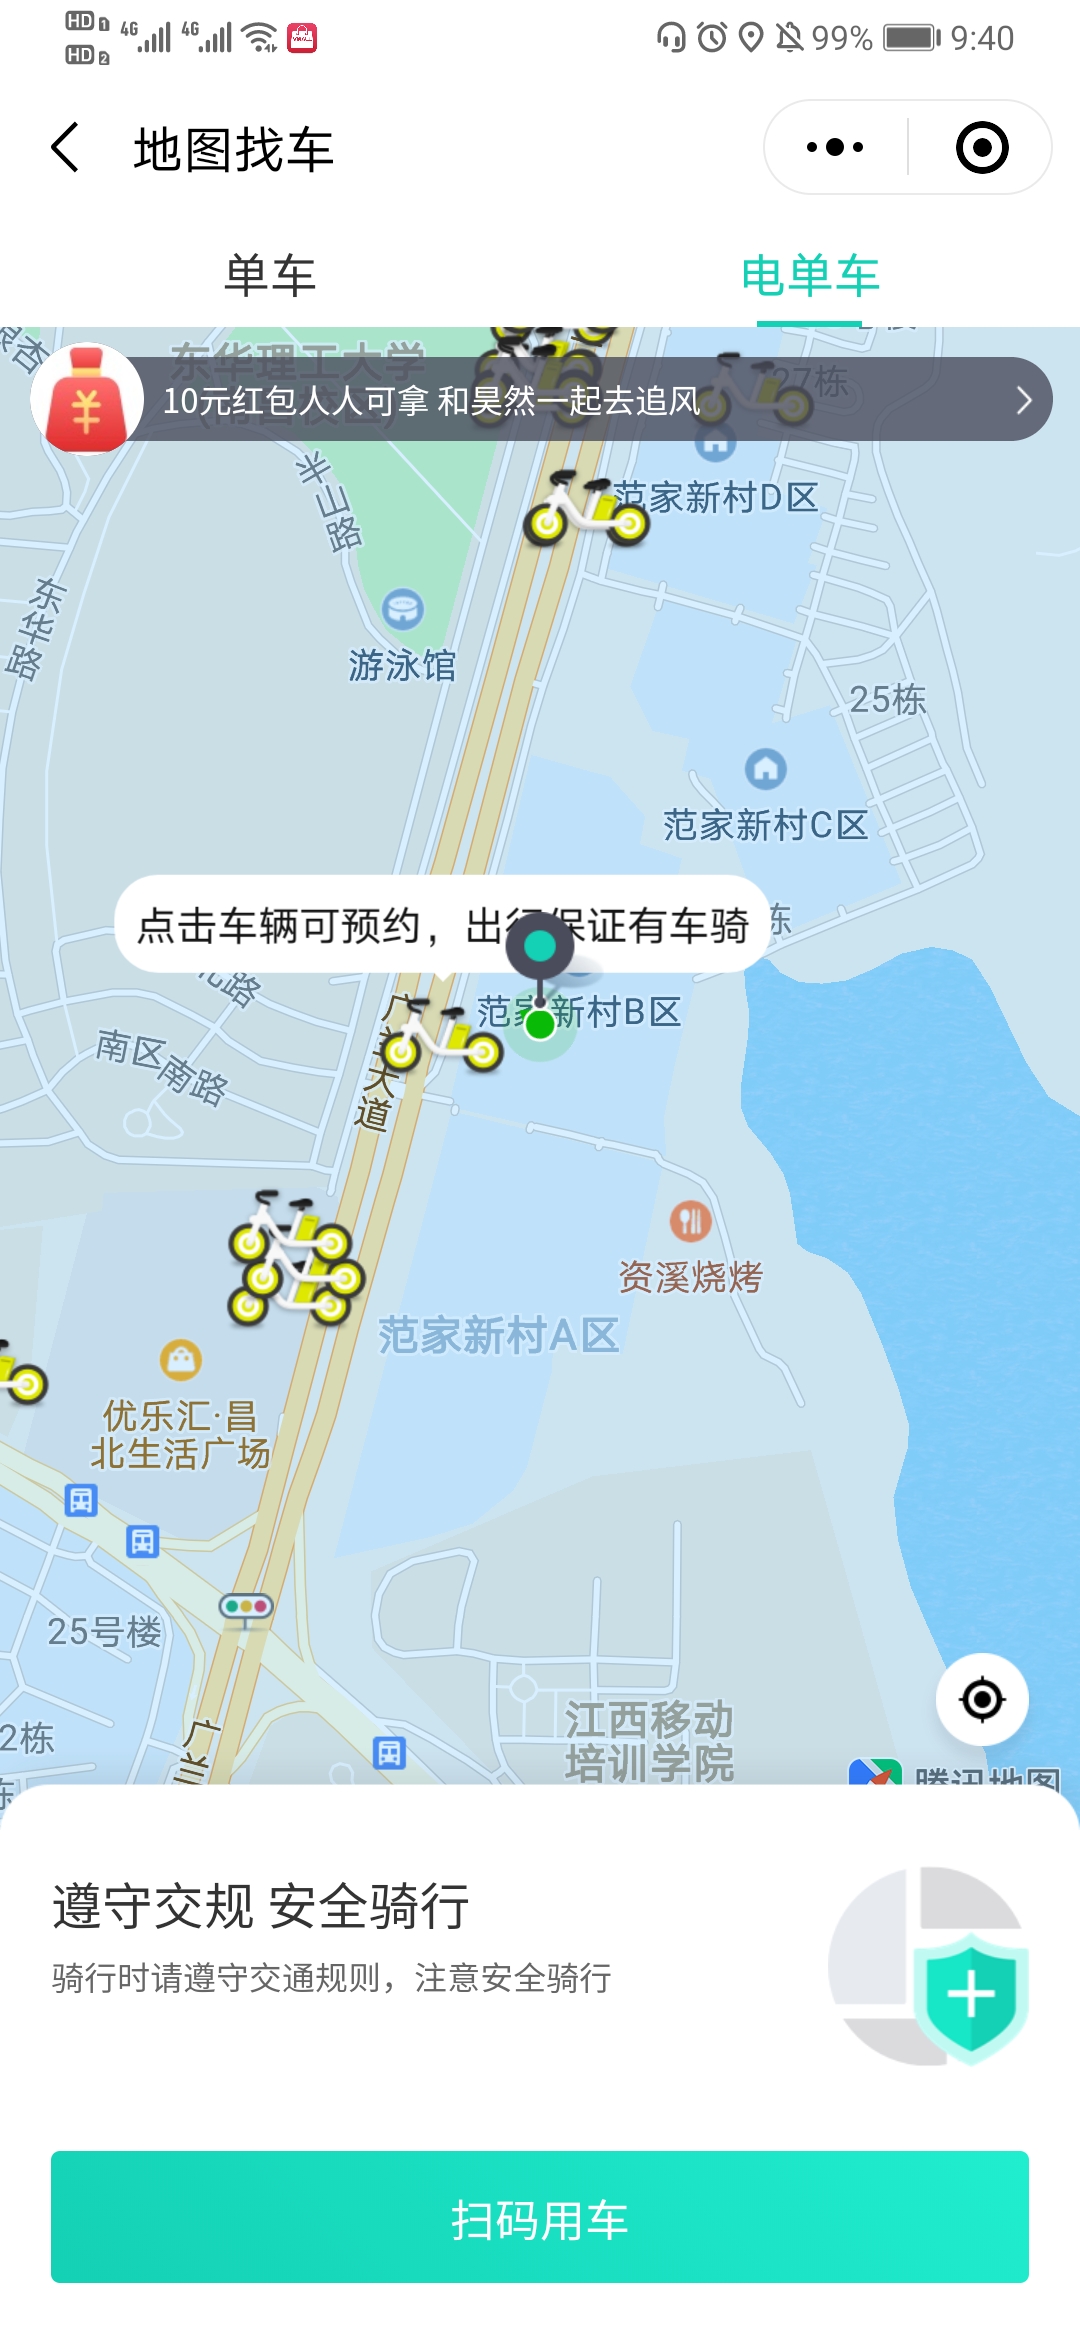 HD 1 4G 4G
HD 2
99% 9:40
地图找车
单车 电单车
东华理工大学
27栋
10元红包人人可拿 和昊然一起去追风
半山路
范家新村D区
东华路
游泳馆
25栋
范家新村C区
点击车辆可预约，出行保证有车骑
栋
范家新村B区
南区南路
大道
资溪烧烤
范家新村A区
优乐汇·昌
北生活广场
25号楼
2栋
广兰
江西移动
培训学院
腾讯地图
遵守交规 安全骑行
骑行时请遵守交通规则，注意安全骑行
扫码用车